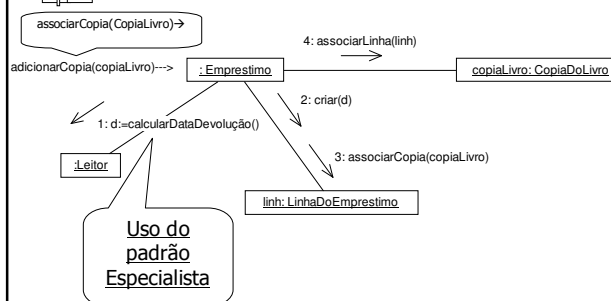 associarCopia(CopiaLivro)→
4: associarLinha(linh)
adicionarCopia(copiaLivro)--->
: Emprestimo
copiaLivro: CopiaDoLivro
2: criar(d)
1: d:=calcularDataDevolução()
3: associarCopia(copiaLivro)
:Leitor
linh: LinhaDoEmprestimo
Uso do
padrão
Especialista